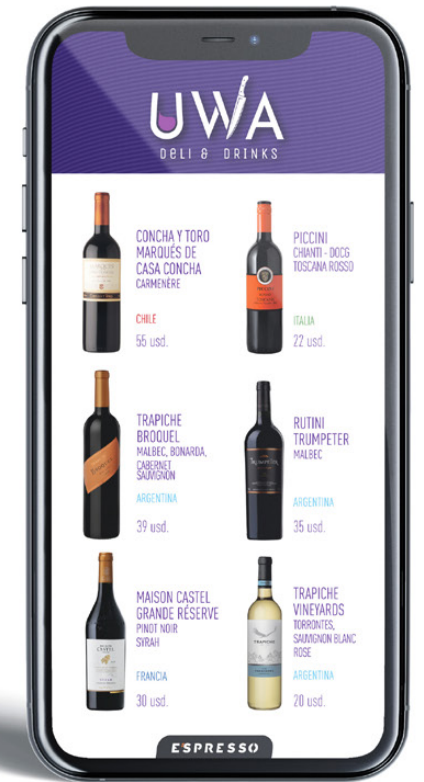 UWA
DELI & DRINKS
CONCHA Y TORO
MARQUÉS DE
CASA CONCHA
CARMENÈRE
CHILE
55 usd.
PICCINI
CHIANTI - DOCG
TOSCANA ROSSO
ITALIA
22 usd.
TRAPICHE
BROQUEL
MALBEC, BONARDA,
CABERNET
SAUVIGNON
ARGENTINA
39 usd.
RUTINI
TRUMPETER
MALBEC
ARGENTINA
35 usd.
MAISON CASTEL
GRANDE RÉSERVE
PINOT NOIR
SYRAH
FRANCIA
30 usd.
TRAPICHE
VINEYARDS
TORRONTES,
SAUVIGNON BLANC
ROSE
ARGENTINA
20 usd.
TRAPICHE
ESPRESSO